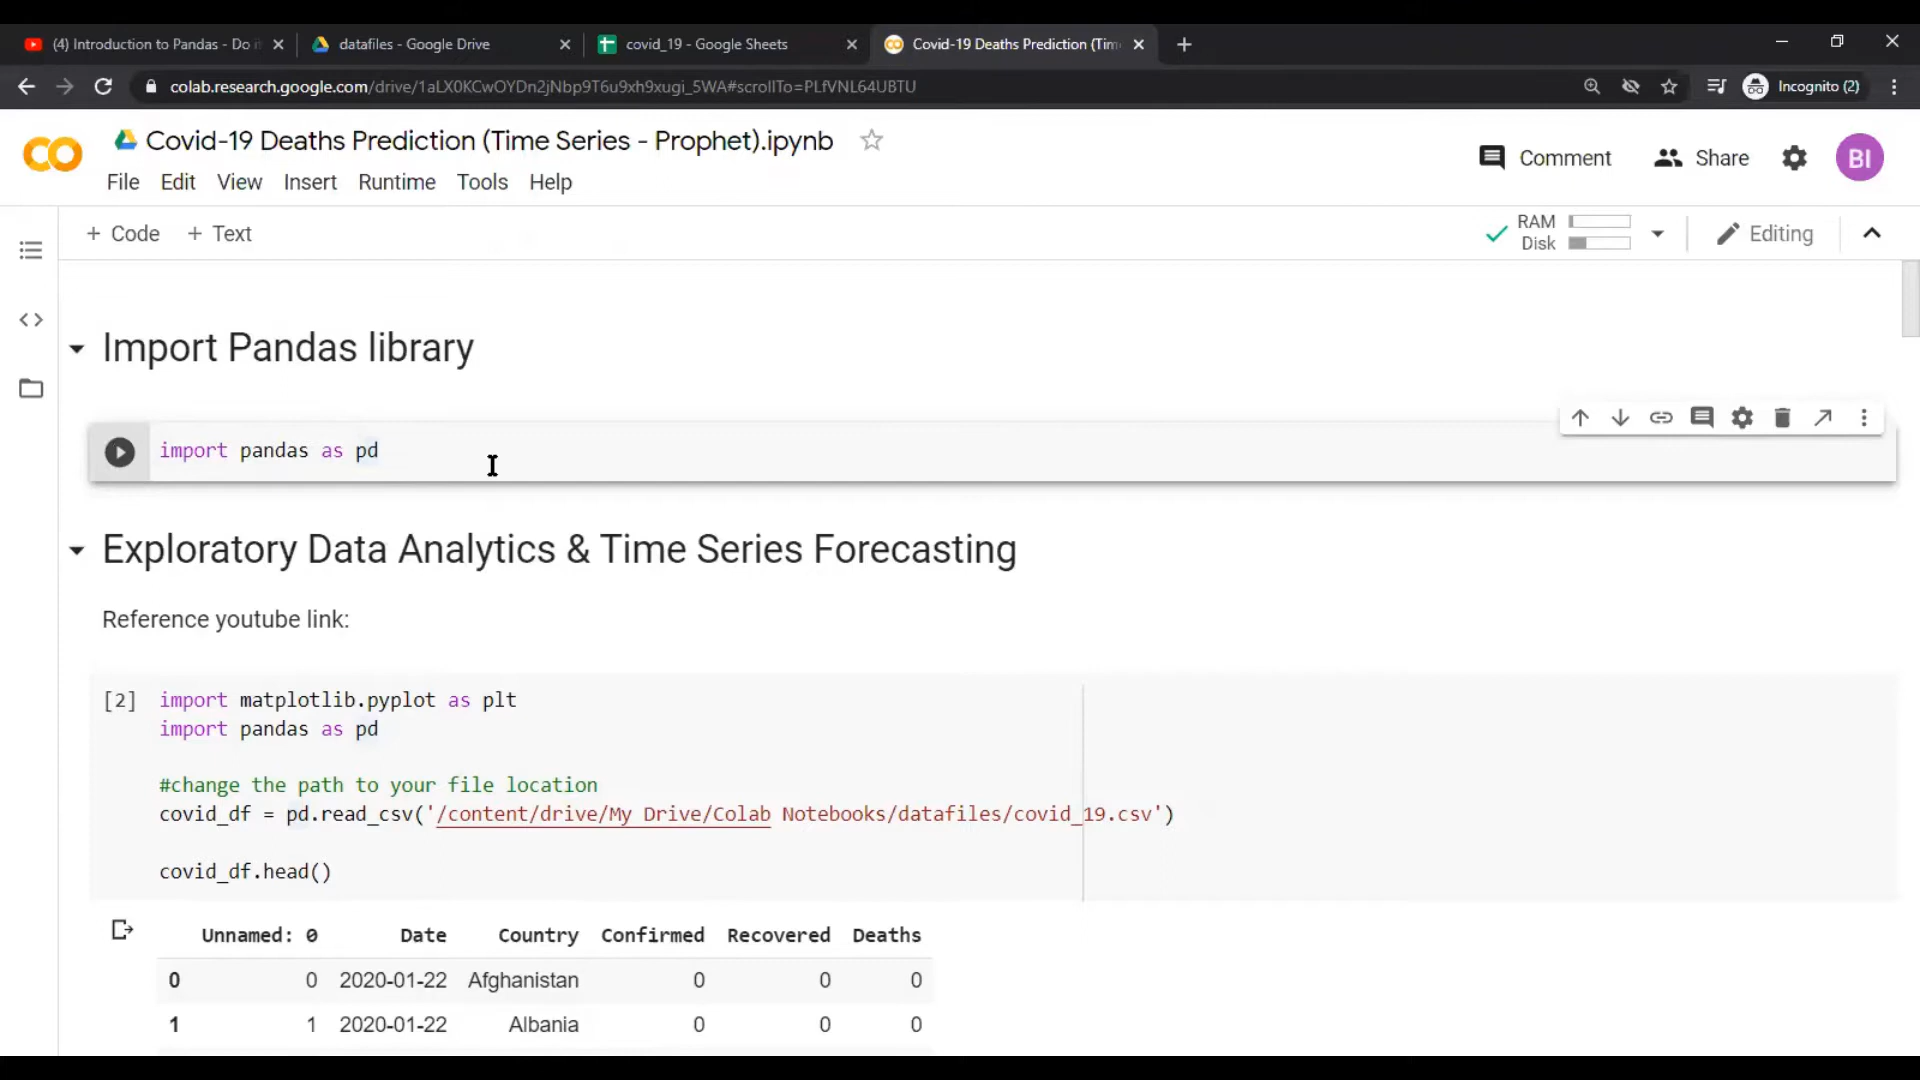 (4) Introduction to Pandas - Do it
datafiles - Google Drive
covid_19 - Google Sheets
Covid-19 Deaths Prediction (Tim
colab.research.google.com/drive/1aLX0KCwOYDn2jNbp9T6u9xh9xugi_5WA#scrollTo=PLfVNL64UBTU
Incognito (2)
CO
Covid-19 Deaths Prediction (Time Series - Prophet).ipynb
Comment
Share
BI
File Edit View Insert Runtime Tools Help
+ Code + Text
RAM
Disk
Editing
Import Pandas library
import pandas as pd
Exploratory Data Analytics & Time Series Forecasting
Reference youtube link:
[2] import matplotlib.pyplot as plt
import pandas as pd
#change the path to your file location
covid_df = pd.read_csv('/content/drive/My Drive/Colab Notebooks/datafiles/covid_19.csv')
covid_df.head()
Unnamed: 0 Date Country Confirmed Recovered Deaths
0 0 2020-01-22 Afghanistan 0 0 0
1 1 2020-01-22 Albania 0 0 0